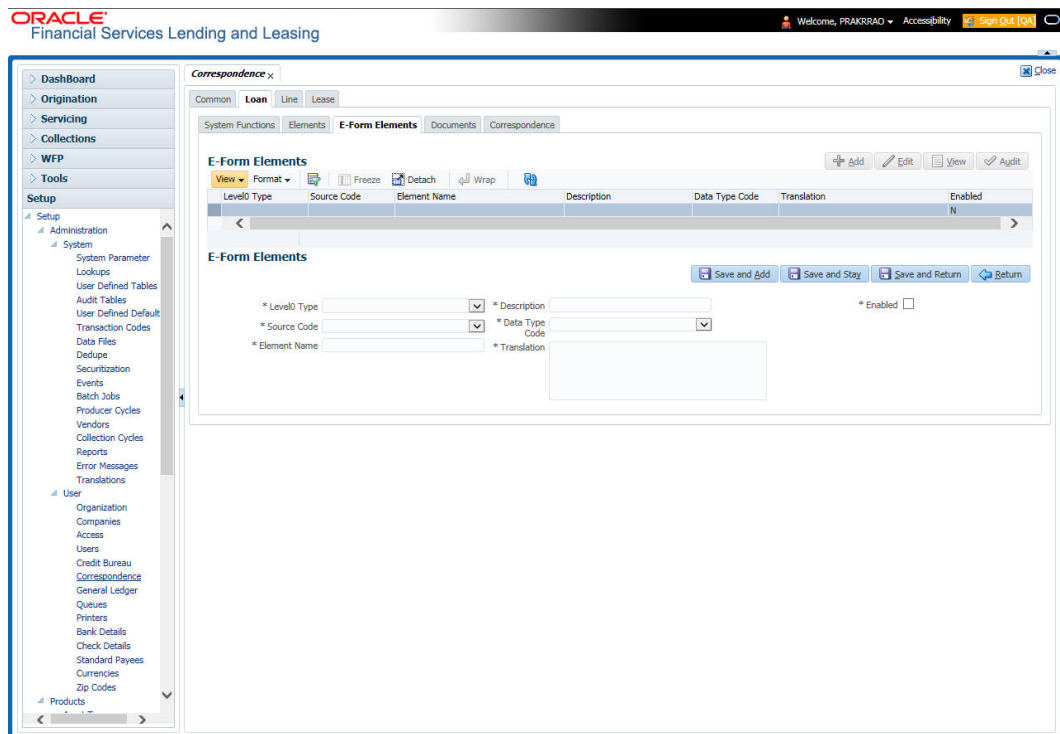 ORACLE
Financial Services Lending and Leasing
Welcome, PRAKRRAO Accessibility Sign Out [QA]
Close
DashBoard
Origination
Servicing
Collections
WFP
Tools
Setup
Setup
Administration
System
System Parameter
Lookups
User Defined Tables
Audit Tables
User Defined Default
Transaction Codes
Data Files
Dedupe
Securitization
Events
Batch Jobs
Producer Cycles
Vendors
Collection Cycles
Reports
Error Messages
Translations
User
Organization
Companies
Access
Users
Credit Bureau
Correspondence
General Ledger
Queues
Printers
Bank Details
Check Details
Standard Payees
Currencies
Zip Codes
Products
Correspondence x
Common Loan Line Lease
System Functions Elements E-Form Elements Documents Correspondence
E-Form Elements
Add Edit View Audit
View Format Freeze Detach Wrap
Level0 Type Source Code Element Name Description Data Type Code Translation Enabled
N
E-Form Elements
Save and Add Save and Stay Save and Return Return
* Level0 Type
* Source Code
* Element Name
* Description
* Data Type
Code
* Translation
* Enabled